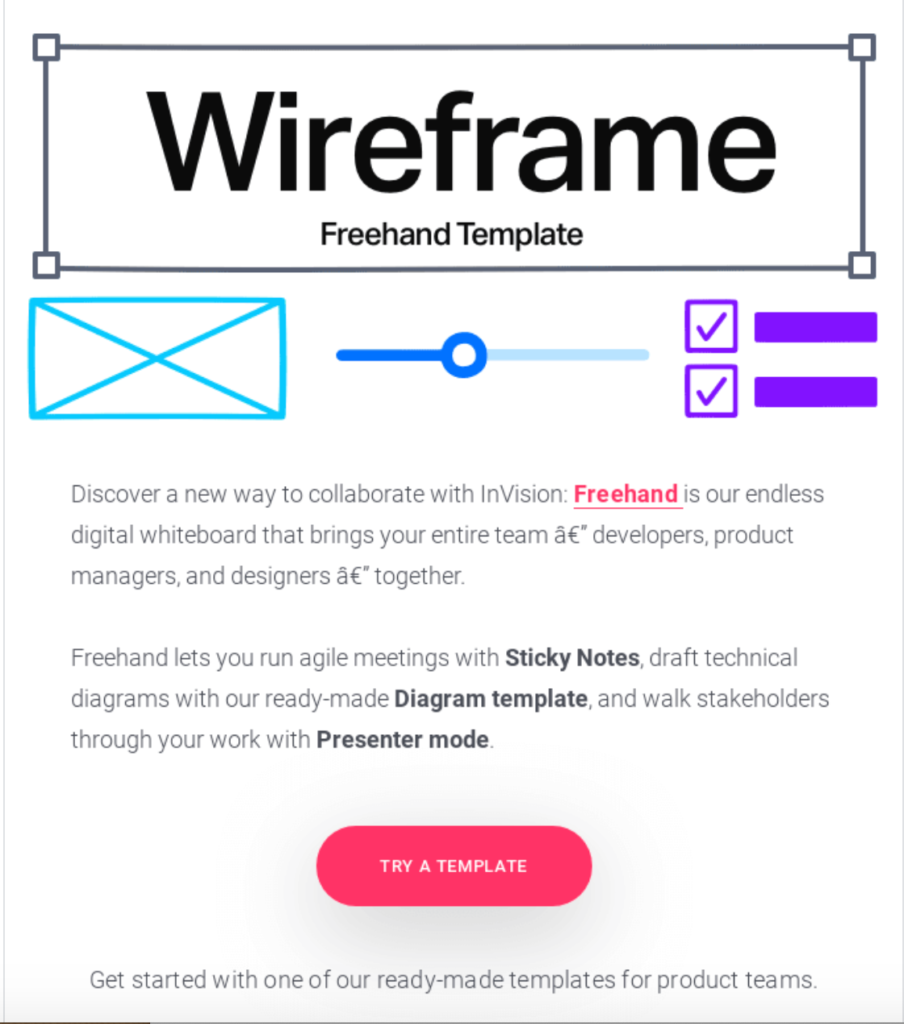 Wireframe
Freehand Template
Discover a new way to collaborate with InVision: Freehand is our endless
digital whiteboard that brings your entire team â€” developers, product
managers, and designers â€” together.
Freehand lets you run agile meetings with Sticky Notes, draft technical
diagrams with our ready-made Diagram template, and walk stakeholders
through your work with Presenter mode.
TRY A TEMPLATE
Get started with one of our ready-made templates for product teams.